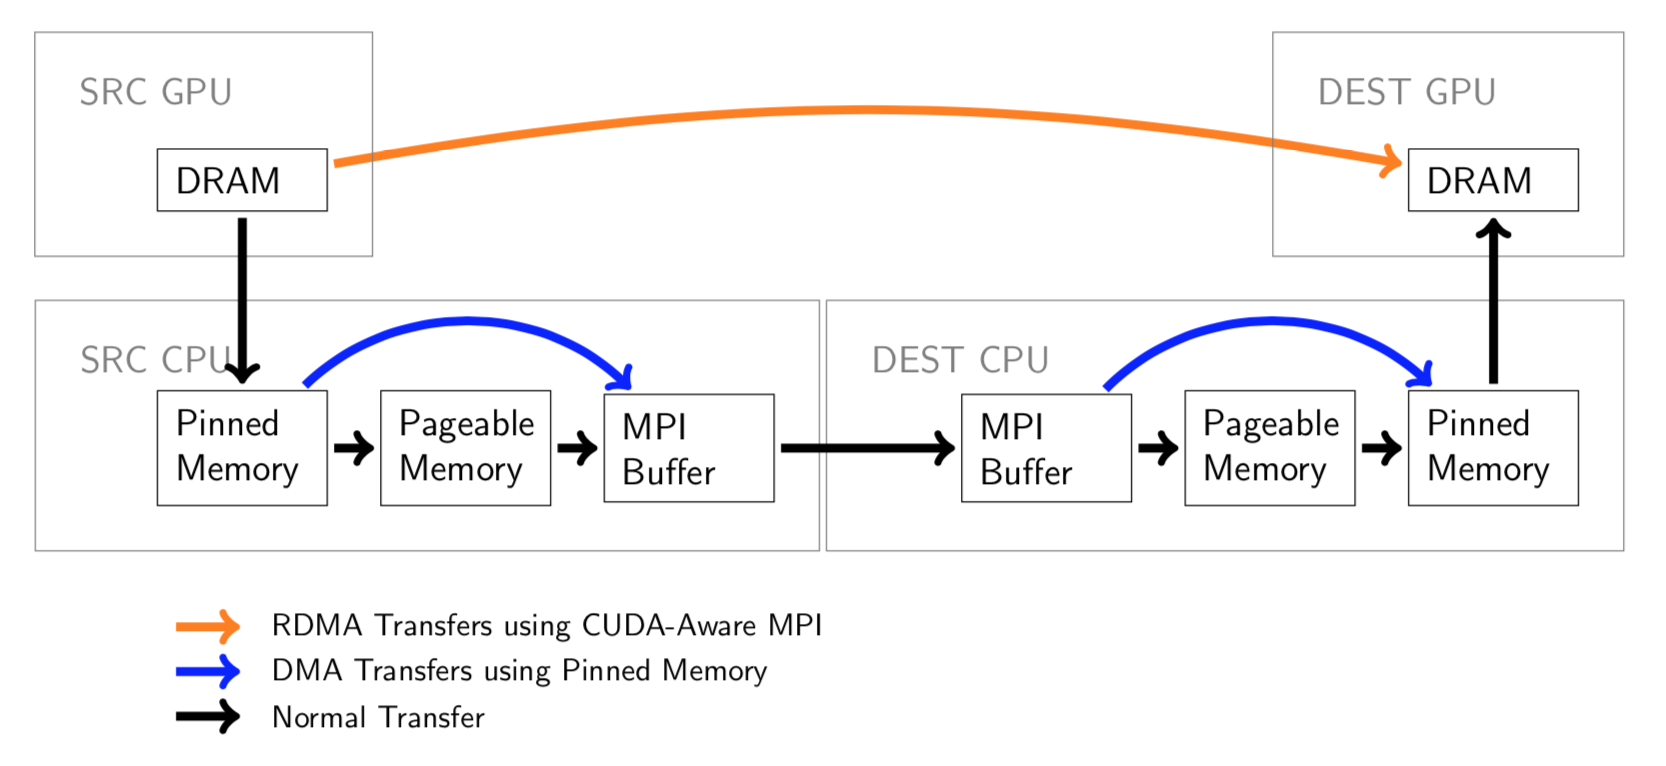 SRC GPU
DEST GPU
DRAM
DRAM
SRC CPU
DEST CPU
Pinned
Memory
Pageable
Memory
MPI
Buffer
MPI
Buffer
Pageable
Memory
Pinned
Memory
RDMA Transfers using CUDA-Aware MPI
DMA Transfers using Pinned Memory
Normal Transfer